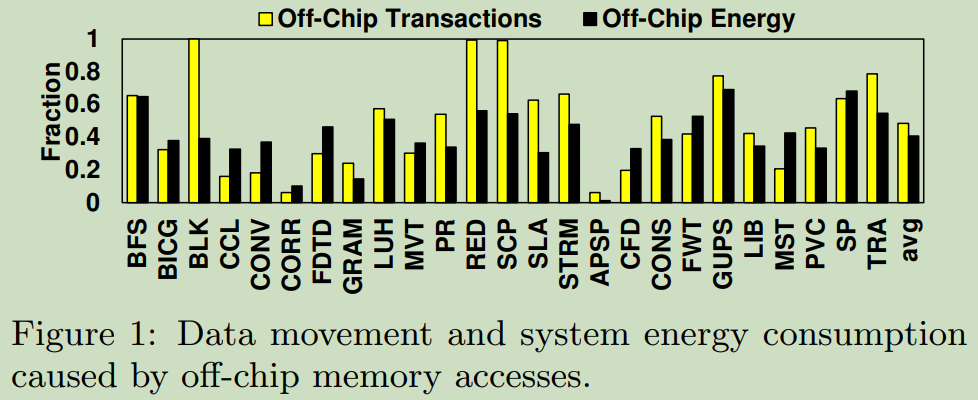 Off-Chip Transactions Off-Chip Energy
Fraction
1
0.8
0.6
0.4
0.2
0
BFS
BICG
BLK
CCL
CONV
CORR
FDTD
GRAM
LUH
MVT
PR
RED
SCP
SLA
STRM
APSP
CFD
CONS
FWT
GUPS
LIB
MST
PVC
SP
TRA
avg
Figure 1: Data movement and system energy consumption
caused by off-chip memory accesses.